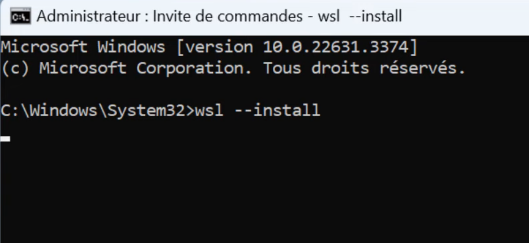 Administrateur : Invite de commandes - wsl  --install
Microsoft Windows [version 10.0.22631.3374]
(c) Microsoft Corporation. Tous droits réservés.
C:\Windows\System32>wsl --install